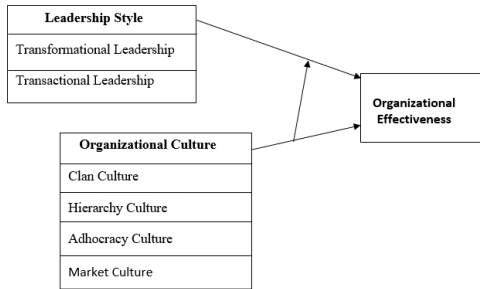 Leadership Style
Transformational Leadership
Transactional Leadership
Organizational
Effectiveness
Organizational Culture
Clan Culture
Hierarchy Culture
Adhocracy Culture
Market Culture